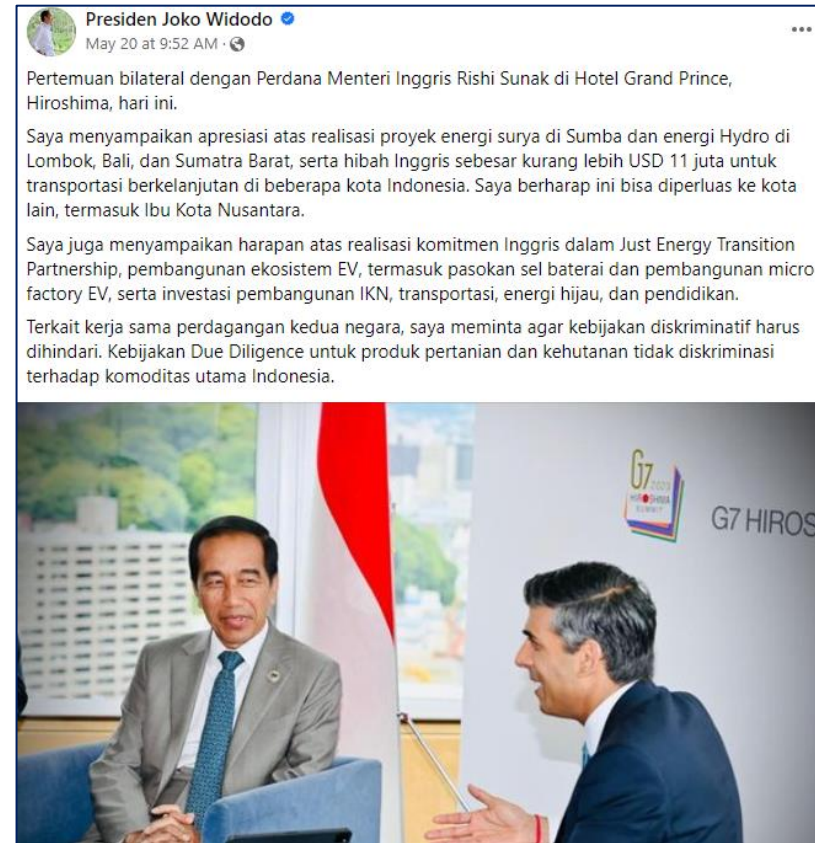 Presiden Joko Widodo
May 20 at 9:52 AM ·
Pertemuan bilateral dengan Perdana Menteri Inggris Rishi Sunak di Hotel Grand Prince,
Hiroshima, hari ini.
Saya menyampaikan apresiasi atas realisasi proyek energi surya di Sumba dan energi Hydro di
Lombok, Bali, dan Sumatra Barat, serta hibah Inggris sebesar kurang lebih USD 11 juta untuk
transportasi berkelanjutan di beberapa kota Indonesia. Saya berharap ini bisa diperluas ke kota
lain, termasuk Ibu Kota Nusantara.
Saya juga menyampaikan harapan atas realisasi komitmen Inggris dalam Just Energy Transition
Partnership, pembangunan ekosistem EV, termasuk pasokan sel baterai dan pembangunan micro
factory EV, serta investasi pembangunan IKN, transportasi, energi hijau, dan pendidikan.
Terkait kerja sama perdagangan kedua negara, saya meminta agar kebijakan diskriminatif harus
dihindari. Kebijakan Due Diligence untuk produk pertanian dan kehutanan tidak diskriminasi
terhadap komoditas utama Indonesia.
G7 2023
HIROSHIMA
SUMMIT
G7 HIROS